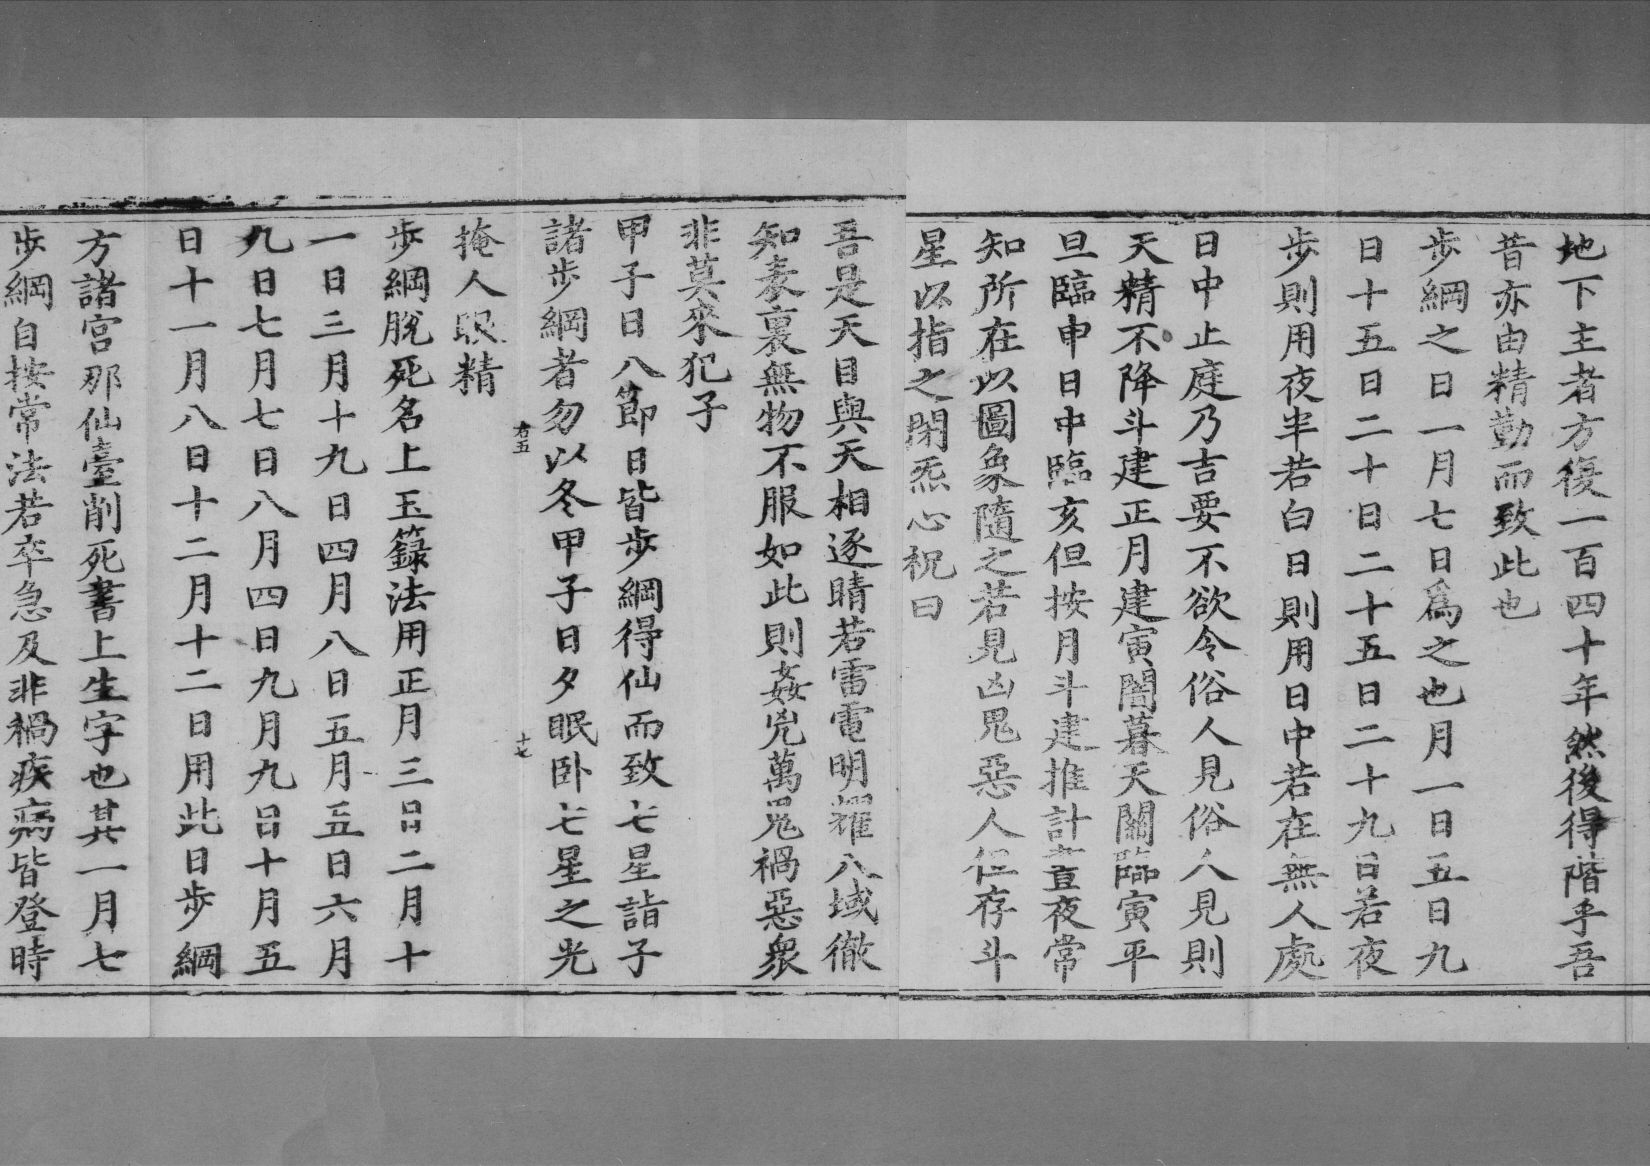 地下主者方復一百四十年然後得階乎吾
昔亦由精勤而致此也
步綱之日一月七日爲之也月一日五日九
日十五日二十日二十五日二十九日若夜
步則用夜半若白日則用日中若在無人處
日中止庭乃吉要不欲令俗人見俗人見則
天精不降斗建正月建寅闇暮天關臨寅平
旦臨申日中臨亥但按月斗建推計晝夜常
知所在以圖象隨之若見凶鬼惡人但存斗
星以指之閉炁心祝曰
吾是天目與天相逐睛若雷電明耀八域徹
知表裏無物不服如此則姦兇萬鬼禍惡衆
非莫來犯子
甲子日八節日皆步綱得仙而致七星詣子
諸步綱者勿以冬甲子日夕眠卧七星之光
掩人眼精
右五
十七
步綱脫死名上玉籙法用正月三日二月十
一日三月十九日四月八日五月五日六月
九日七月七日八月四日九月九日十月五
日十一月八日十二月十二日用此日步綱
方諸宮那仙臺削死書上生字也其一月七
步綱自按常法若卒急及非禍疾病皆登時